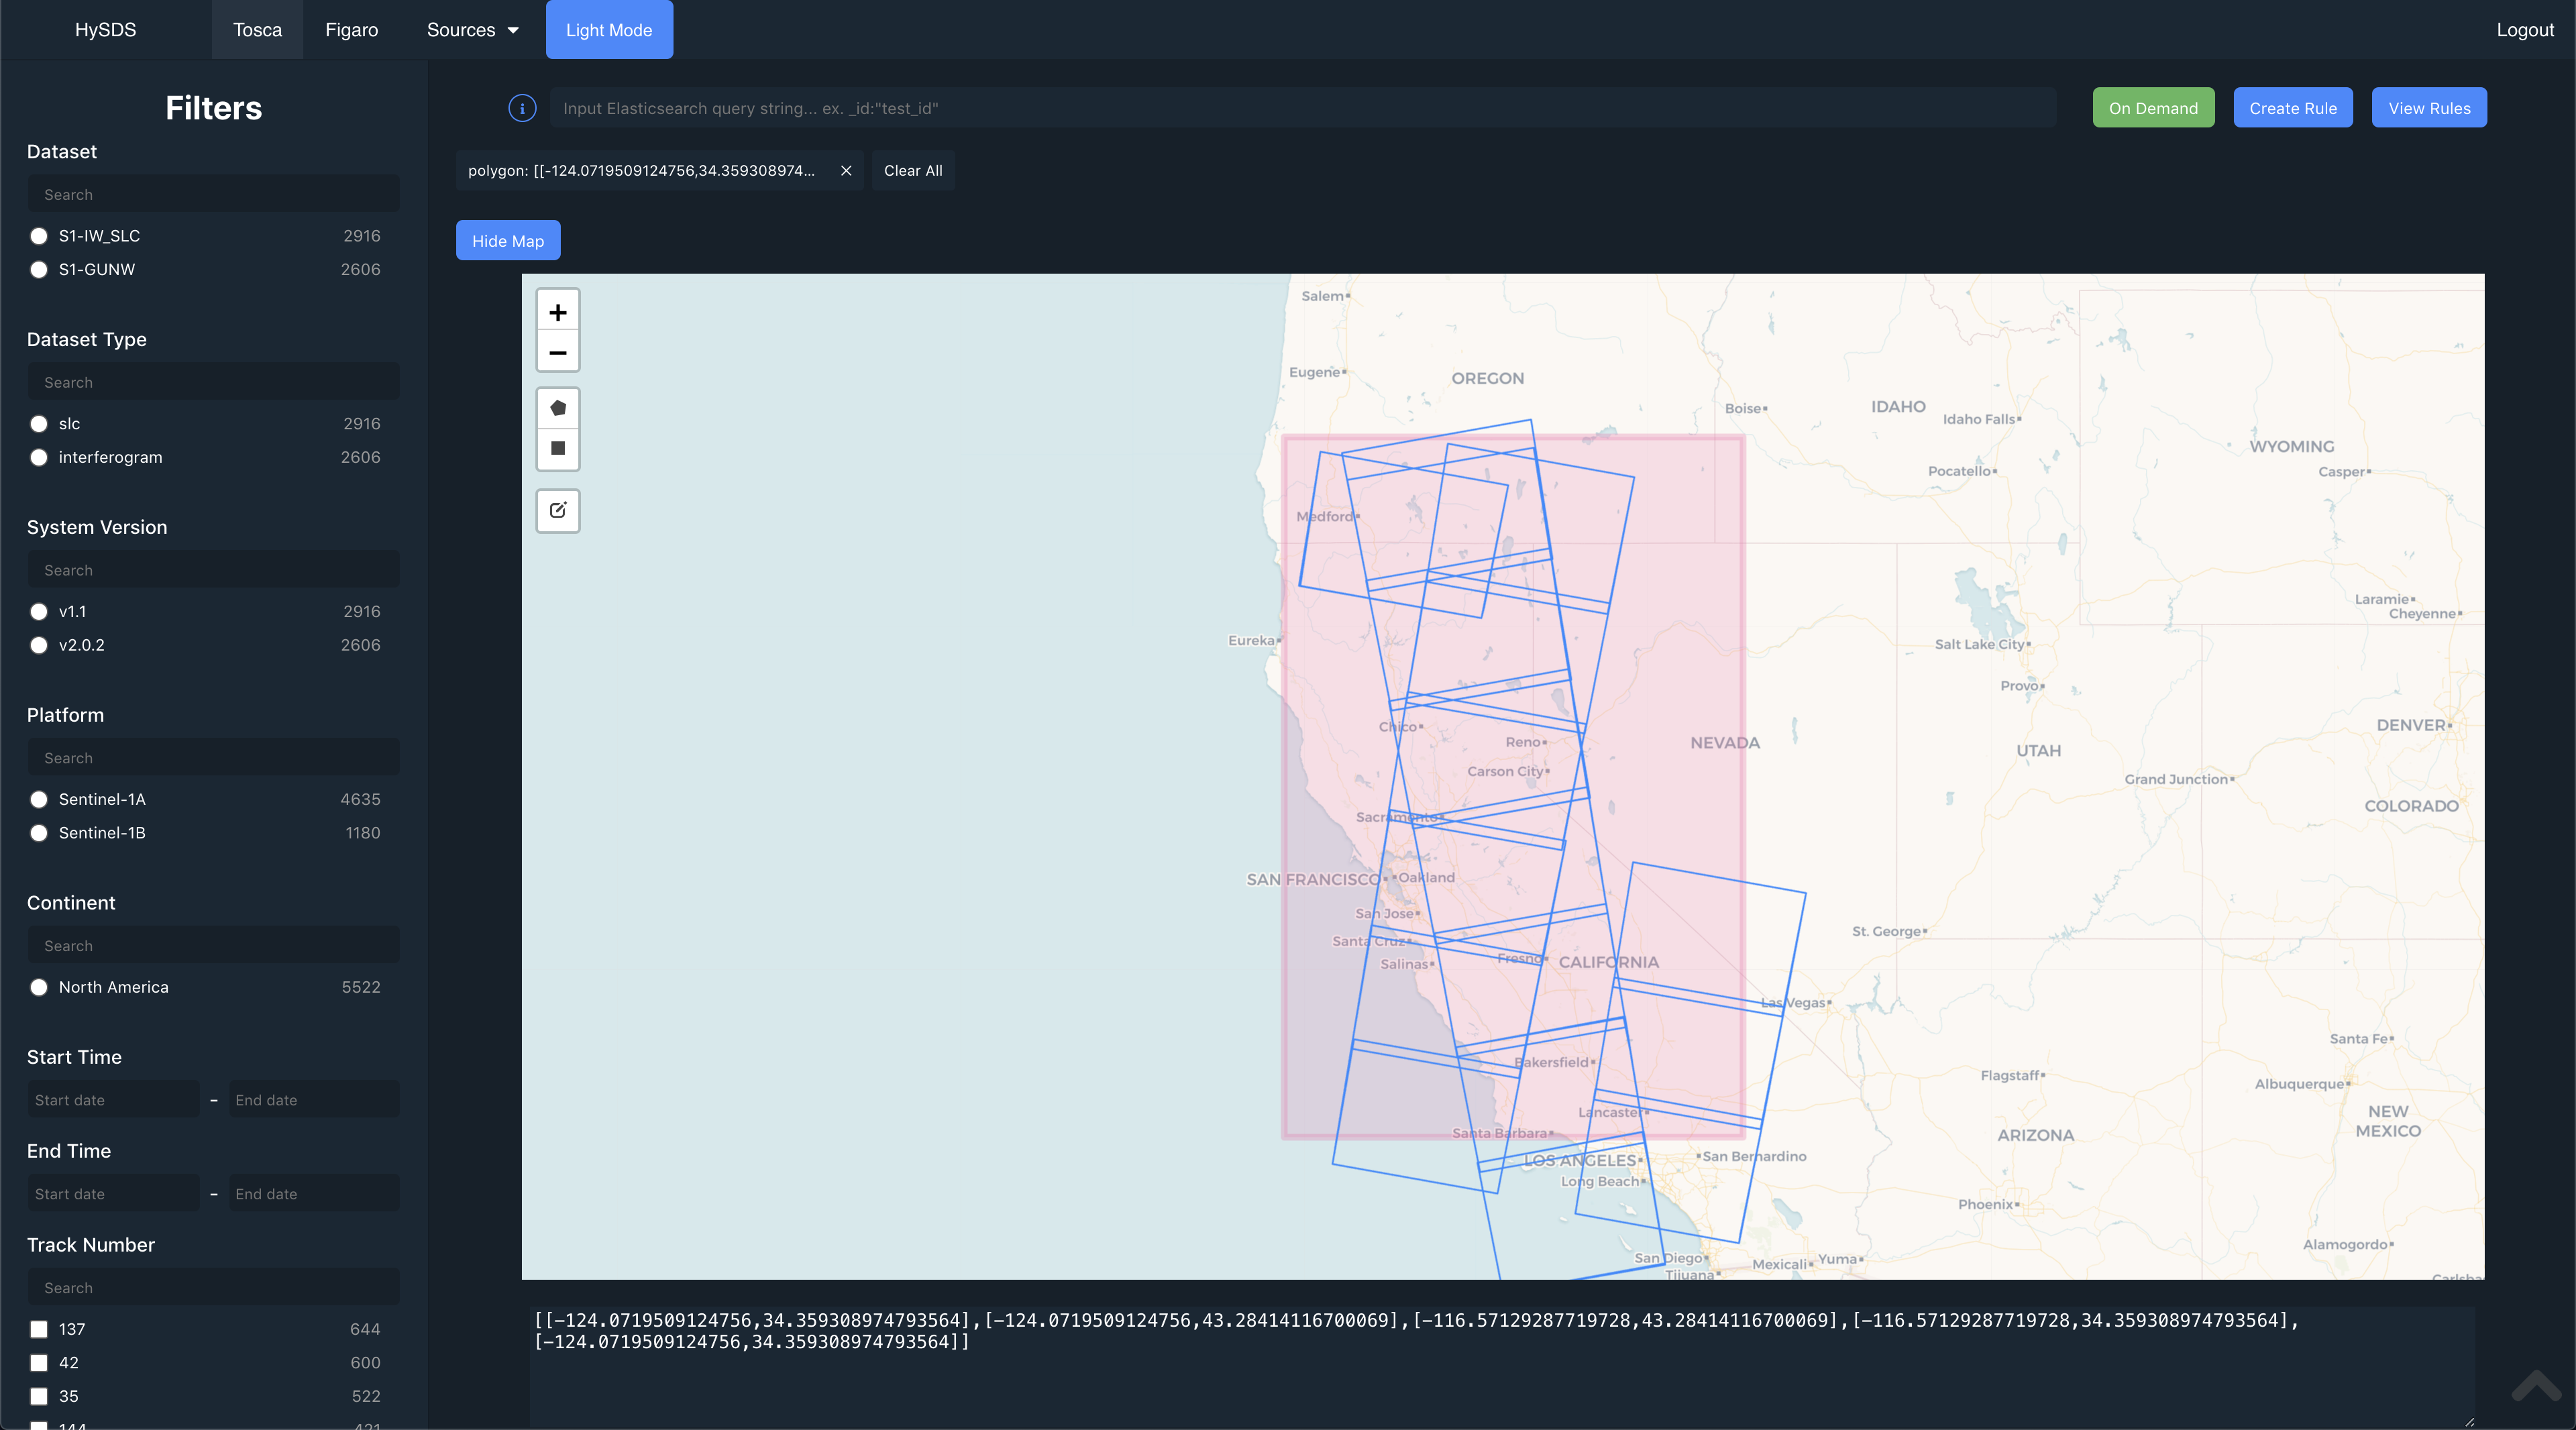 HySDS Tosca Figaro Sources Light Mode Logout
Filters
Dataset
Search
S1-IW_SLC 2916
S1-GUNW 2606
Dataset Type
Search
slc 2916
interferogram 2606
System Version
Search
v1.1 2916
v2.0.2 2606
Platform
Search
Sentinel-1A 4635
Sentinel-1B 1180
Continent
Search
North America 5522
Start Time
Start date - End date
End Time
Start date - End date
Track Number
Search
137 644
42 600
35 522
144 421
i Input Elasticsearch query string... ex. _id:"test_id" On Demand Create Rule View Rules
polygon: [[-124.0719509124756,34.359308974... × Clear All
Hide Map
+
−
Salem
Eugene
OREGON
Boise
IDAHO
Idaho Falls
WYOMING
Pocatello
Casper
Medford
Laramie
Cheyenne
Eureka
Salt Lake City
Provo
Chico
Reno
NEVADA
DENVER
UTAH
Carson City
Grand Junction
COLORADO
Sacramento
SAN FRANCISCO
Oakland
San Jose
St. George
Santa Cruz
Salinas
Fresno
CALIFORNIA
Las Vegas
Santa Fe
Bakersfield
Flagstaff
Albuquerque
Lancaster
NEW
MEXICO
Santa Barbara
ARIZONA
LOS ANGELES
San Bernardino
Long Beach
Phoenix
Alamogordo
San Diego
Mexicali
Yuma
Tijuana
[[-124.0719509124756,34.359308974793564],[-124.0719509124756,43.28414116700069],[-116.57129287719728,43.28414116700069],[-116.57129287719728,34.359308974793564],
[-124.0719509124756,34.359308974793564]]